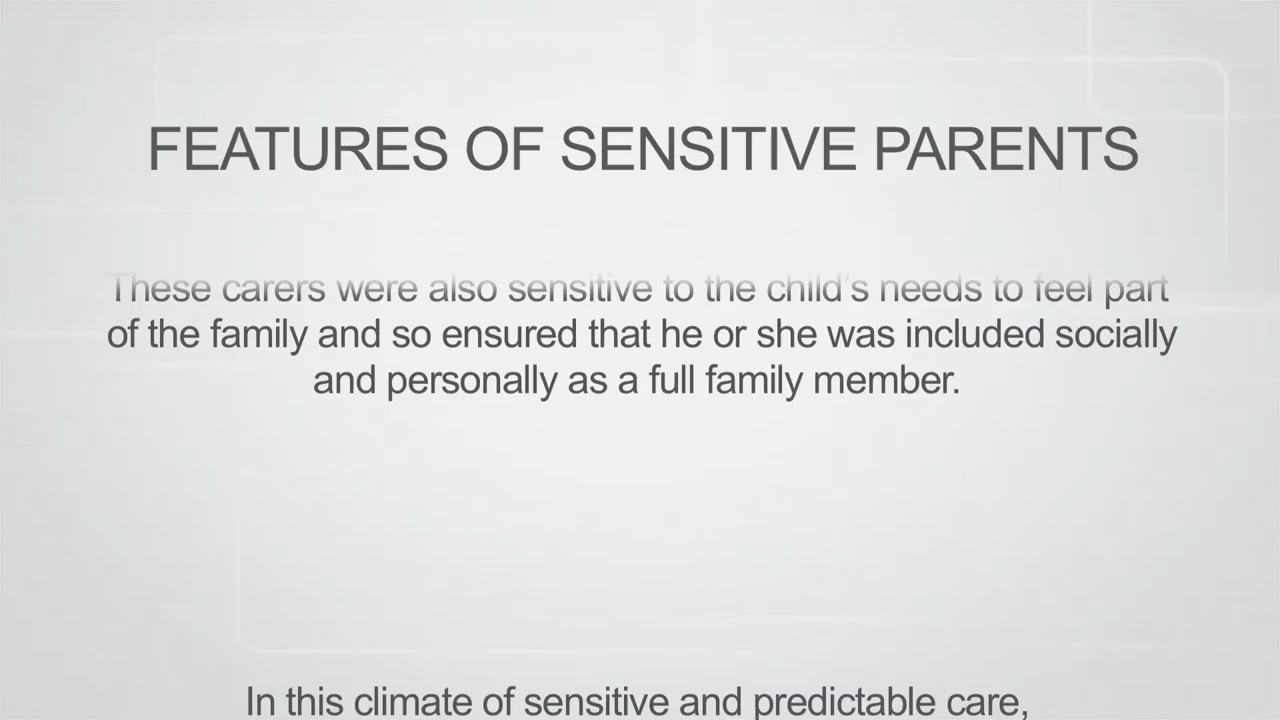 FEATURES OF SENSITIVE PARENTS
These carers were also sensitive to the child's needs to feel part
of the family and so ensured that he or she was included socially
and personally as a full family member.
In this climate of sensitive and predictable care,